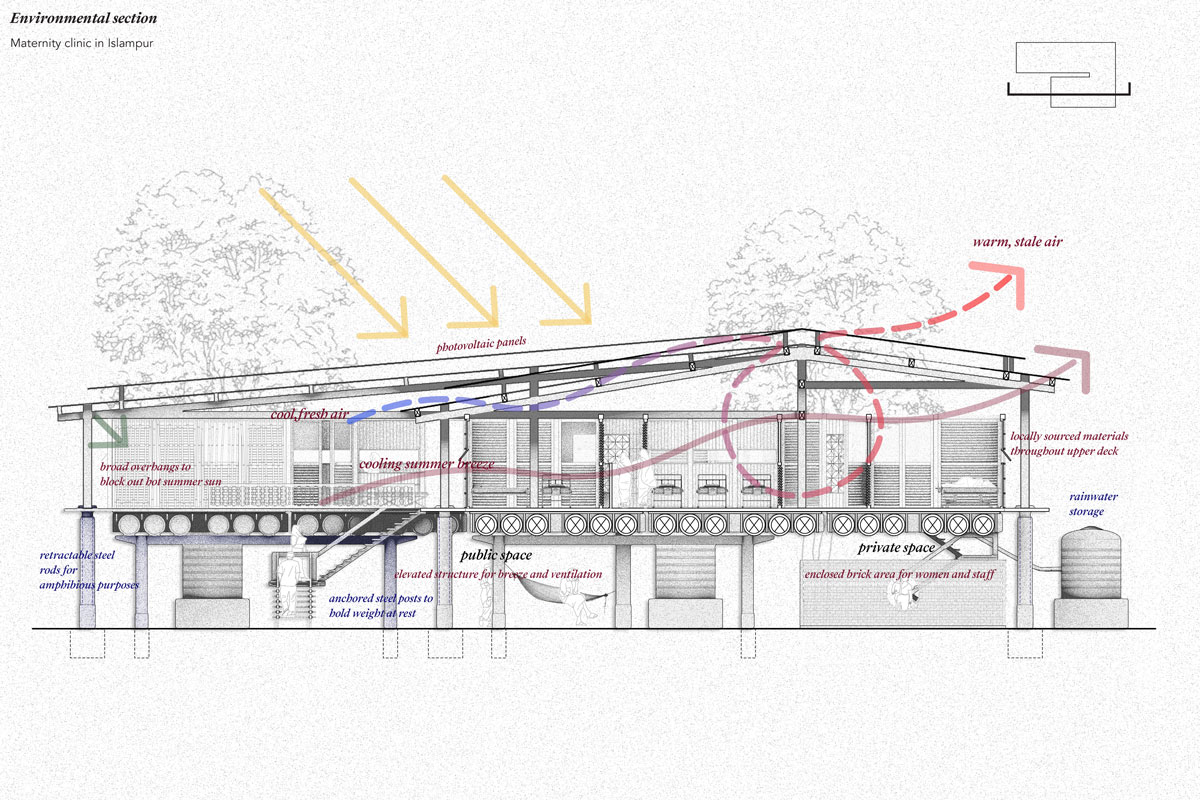 Environmental section
Maternity clinic in Islampur
warm, stale air
photovoltaic panels
cool, fresh air
cooling summer breeze
broad overhangs to
block out hot summer sun
locally sourced materials
throughout upper deck
rainwater
storage
retractable steel
rods for
amphibious purposes
public space
elevated structure for breeze and ventilation
private space
enclosed brick area for women and staff
anchored steel posts to
hold weight at rest